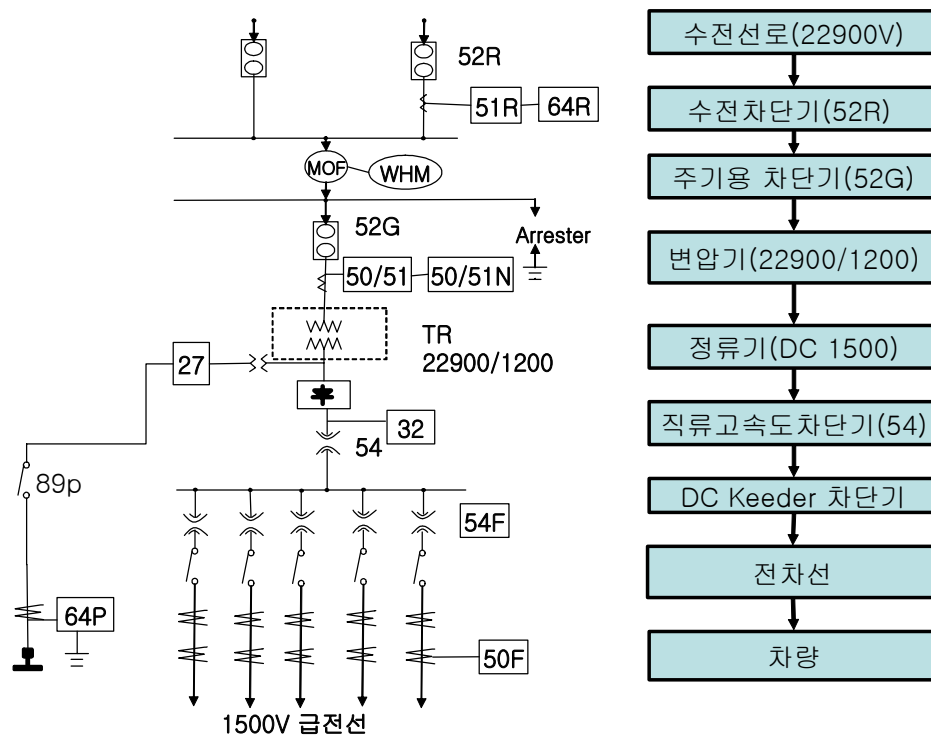 52R
51R
64R
MOF
WHM
52G
Arrester
50/51
50/51N
TR
22900/1200
27
32
54
89p
54F
64P
50F
1500V 급전선
수전선로(22900V)
수전차단기(52R)
주기용 차단기(52G)
변압기(22900/1200)
정류기(DC 1500)
직류고속도차단기(54)
DC Keeder 차단기
전차선
차량